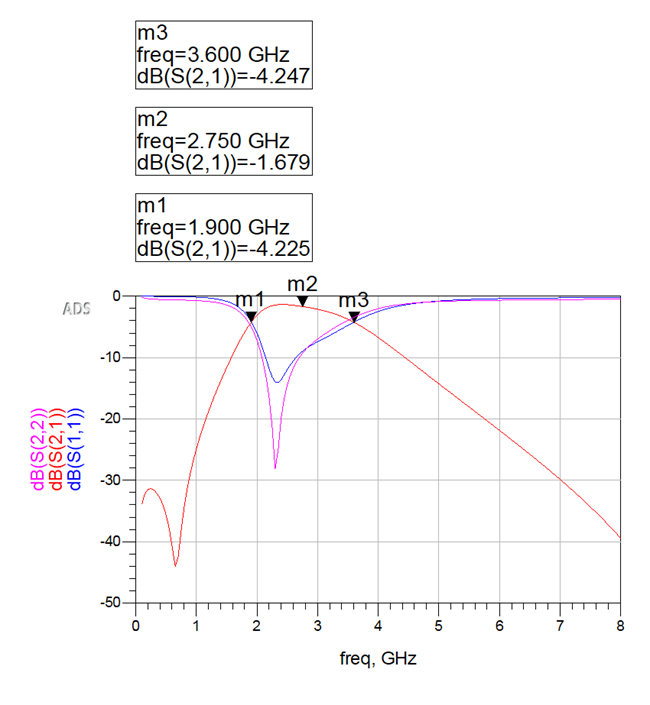 m3
freq=3.600 GHz
dB(S(2,1))=-4.247
m2
freq=2.750 GHz
dB(S(2,1))=-1.679
m1
freq=1.900 GHz
dB(S(2,1))=-4.225
ADS
m1
m2
m3
0
-10
-20
-30
-40
-50
dB(S(2,2))
dB(S(2,1))
dB(S(1,1))
0 1 2 3 4 5 6 7 8
freq, GHz